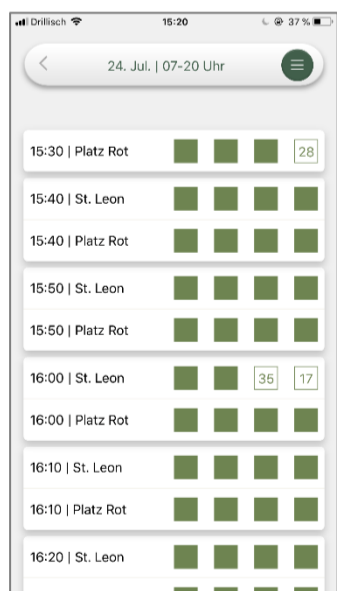 Drillisch 15:20 @ 37 %
24. Jul. | 07-20 Uhr
15:30 | Platz Rot 28
15:40 | St. Leon
15:40 | Platz Rot
15:50 | St. Leon
15:50 | Platz Rot
16:00 | St. Leon 35 17
16:00 | Platz Rot
16:10 | St. Leon
16:10 | Platz Rot
16:20 | St. Leon